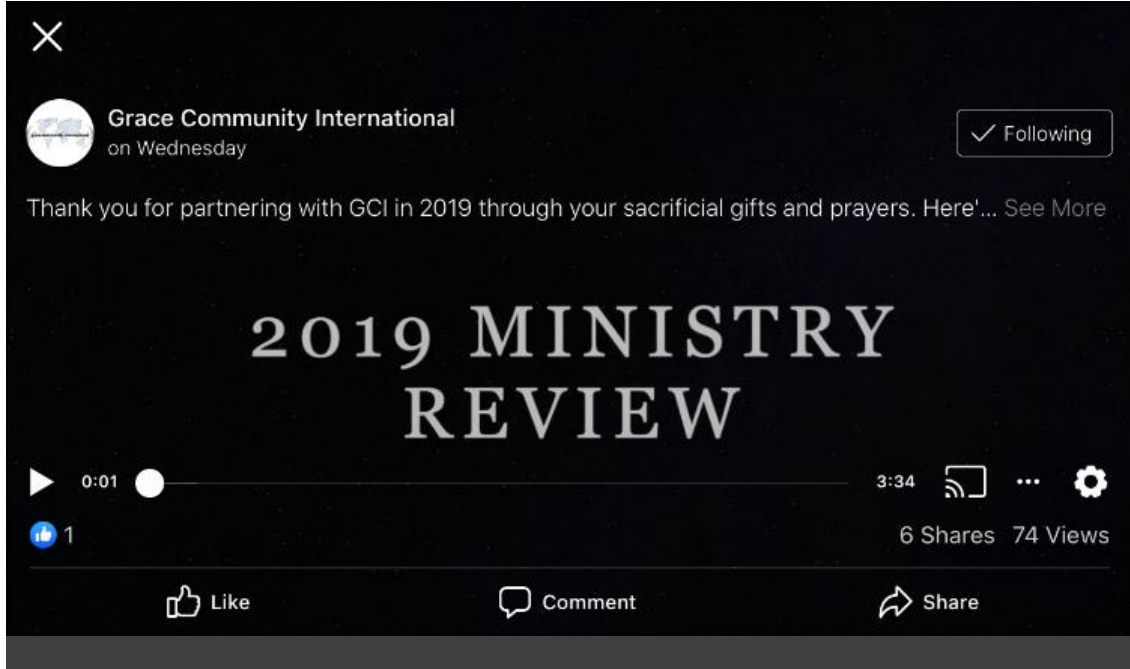 Grace Community International
on Wednesday
Following
Thank you for partnering with GCI in 2019 through your sacrificial gifts and prayers. Here'... See More
2019 MINISTRY
REVIEW
0:01
3:34
1
6 Shares 74 Views
Like
Comment
Share